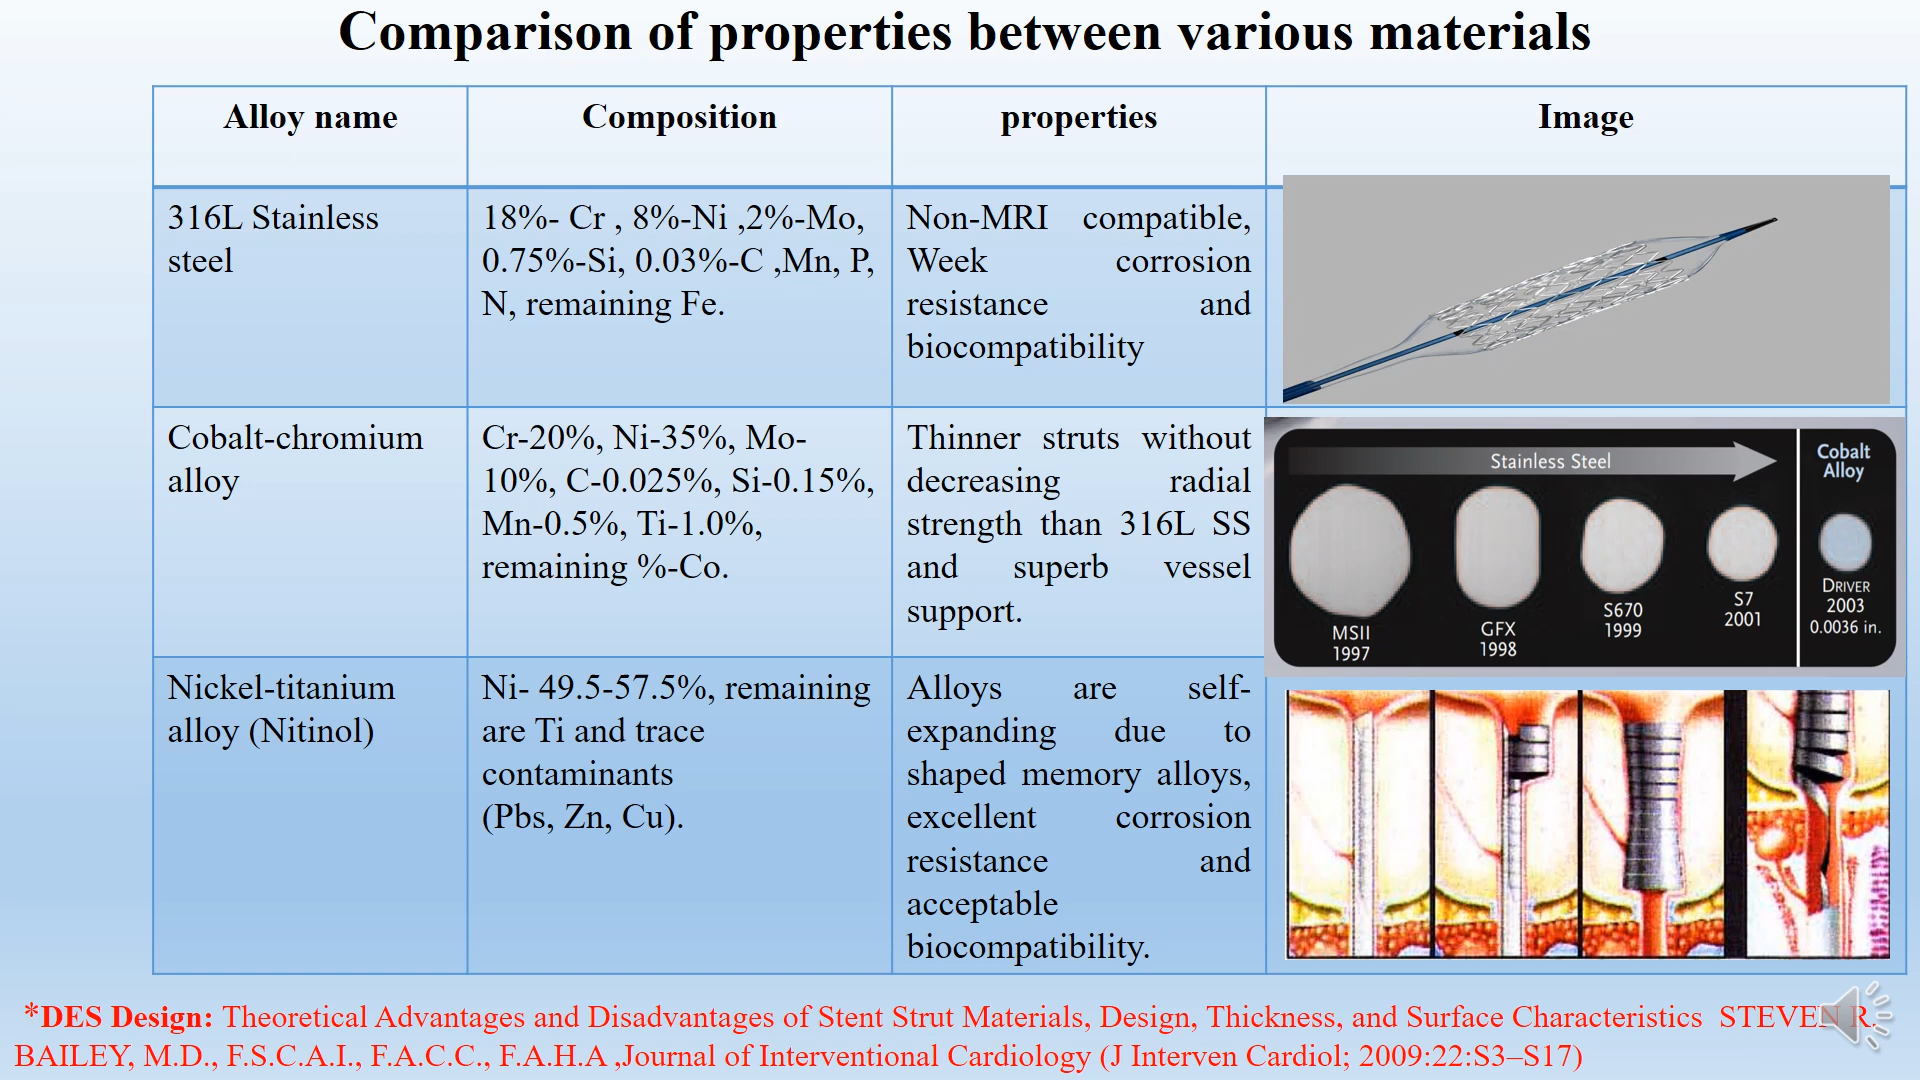 Comparison of properties between various materials
Alloy name
Composition
properties
Image
316L Stainless
steel
18%- Cr , 8%-Ni ,2%-Mo,
0.75%-Si, 0.03%-C ,Mn, P,
N, remaining Fe.
Non-MRI compatible,
Week corrosion
resistance and
biocompatibility
Cobalt-chromium
alloy
Cr-20%, Ni-35%, Mo-
10%, C-0.025%, Si-0.15%,
Mn-0.5%, Ti-1.0%,
remaining %-Co.
Thinner struts without
decreasing radial
strength than 316L SS
and superb vessel
support.
Stainless Steel
Cobalt
Alloy
MSII
1997
GFX
1998
S670
1999
S7
2001
DRIVER
2003
0.0036 in.
Nickel-titanium
alloy (Nitinol)
Ni- 49.5-57.5%, remaining
are Ti and trace
contaminants
(Pbs, Zn, Cu).
Alloys are self-
expanding due to
shaped memory alloys,
excellent corrosion
resistance and
acceptable
biocompatibility.
*DES Design: Theoretical Advantages and Disadvantages of Stent Strut Materials, Design, Thickness, and Surface Characteristics STEVEN R.
BAILEY, M.D., F.S.C.A.I., F.A.C.C., F.A.H.A ,Journal of Interventional Cardiology (J Interven Cardiol; 2009:22:S3–S17)